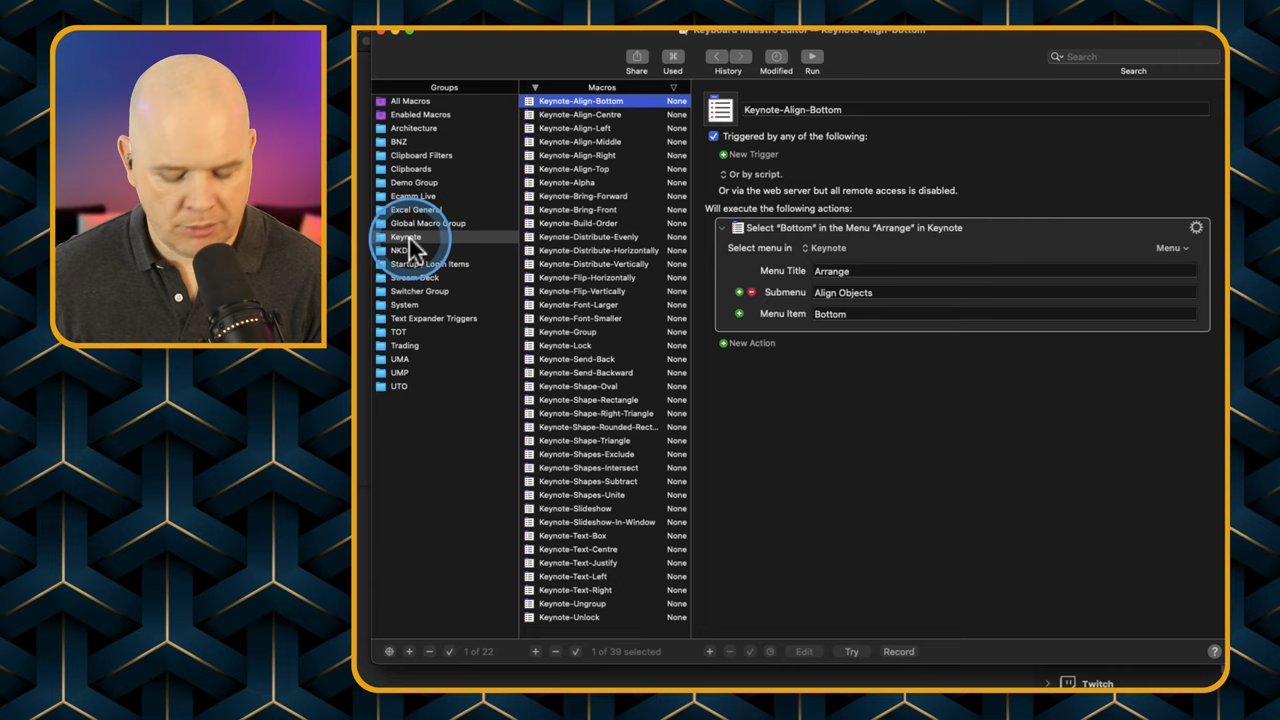 Keyboard Maestro Editor — Keynote-Align-Bottom
Share
Used
History
Modified
Run
Search
Search
Groups
All Macros
Enabled Macros
Architecture
BNZ
Clipboard Filters
Clipboards
Demo Group
Ecamm Live
Excel General
Global Macro Group
Keynote
NKD
Startup / Login Items
Stream Deck
Switcher Group
System
Text Expander Triggers
TOT
Trading
UMA
UMP
UTO
1 of 22
Macros
Keynote-Align-Bottom None
Keynote-Align-Centre None
Keynote-Align-Left None
Keynote-Align-Middle None
Keynote-Align-Right None
Keynote-Align-Top None
Keynote-Alpha None
Keynote-Bring-Forward None
Keynote-Bring-Front None
Keynote-Build-Order None
Keynote-Distribute-Evenly None
Keynote-Distribute-Horizontally None
Keynote-Distribute-Vertically None
Keynote-Flip-Horizontally None
Keynote-Flip-Vertically None
Keynote-Font-Larger None
Keynote-Font-Smaller None
Keynote-Group None
Keynote-Lock None
Keynote-Send-Back None
Keynote-Send-Backward None
Keynote-Shape-Oval None
Keynote-Shape-Rectangle None
Keynote-Shape-Right-Triangle None
Keynote-Shape-Rounded-Rect... None
Keynote-Shape-Triangle None
Keynote-Shapes-Exclude None
Keynote-Shapes-Intersect None
Keynote-Shapes-Subtract None
Keynote-Shapes-Unite None
Keynote-Slideshow None
Keynote-Slideshow-In-Window None
Keynote-Text-Box None
Keynote-Text-Centre None
Keynote-Text-Justify None
Keynote-Text-Left None
Keynote-Text-Right None
Keynote-Ungroup None
Keynote-Unlock None
1 of 39 selected
Keynote-Align-Bottom
Triggered by any of the following:
New Trigger
Or by script.
Or via the web server but all remote access is disabled.
Will execute the following actions:
Select “Bottom” in the Menu “Arrange” in Keynote
Select menu in Keynote Menu
Menu Title Arrange
Submenu Align Objects
Menu Item Bottom
New Action
Edit
Try
Record
?
Twitch